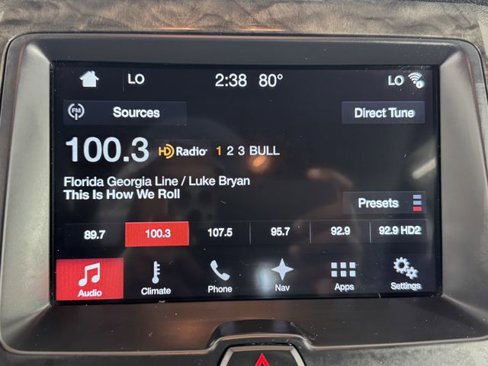 LO 2:38 80° LO
FM Sources Direct Tune
100.3 HD Radio 1 2 3 BULL
Florida Georgia Line / Luke Bryan
This Is How We Roll
Presets
89.7 100.3 107.5 95.7 92.9 92.9 HD2
Audio Climate Phone Nav Apps Settings